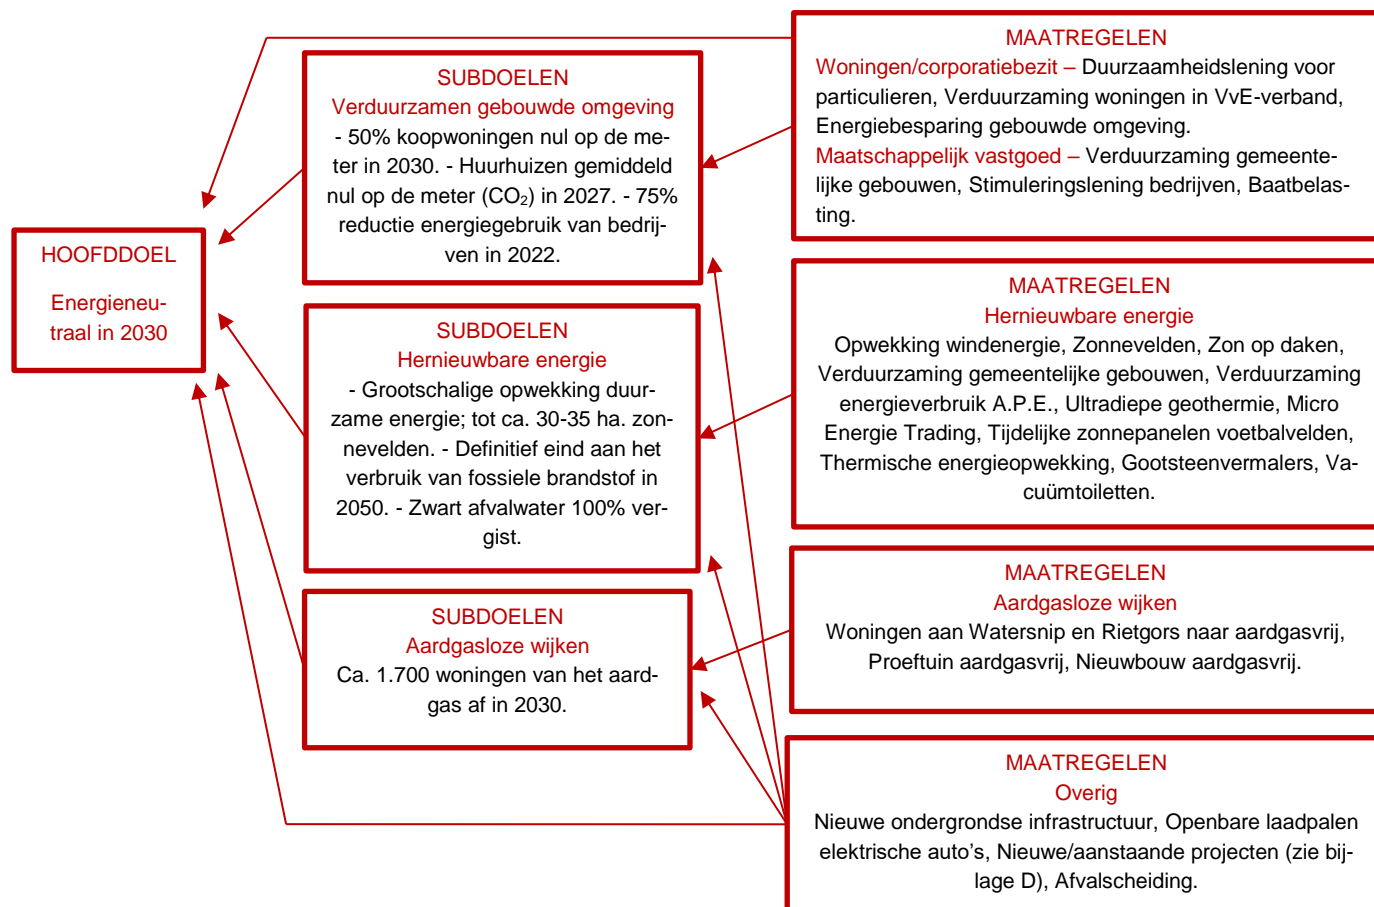 HOOFDDOEL
Energieneu-
traal in 2030
SUBDOELEN
Verduurzamen gebouwde omgeving
- 50% koopwoningen nul op de me-
ter in 2030. - Huurhuizen gemiddeld
nul op de meter (CO₂) in 2027. - 75%
reductie energiegebruik van bedrij-
ven in 2022.
SUBDOELEN
Hernieuwbare energie
- Grootschalige opwekking duur-
zame energie; tot ca. 30-35 ha. zon-
nevelden. - Definitief eind aan het
verbruik van fossiele brandstof in
2050. - Zwart afvalwater 100% ver-
gist.
SUBDOELEN
Aardgasloze wijken
Ca. 1.700 woningen van het aard-
gas af in 2030.
MAATREGELEN
Woningen/corporatiebezit – Duurzaamheidslening voor
particulieren, Verduurzaming woningen in VvE-verband,
Energiebesparing gebouwde omgeving.
Maatschappelijk vastgoed – Verduurzaming gemeente-
lijke gebouwen, Stimuleringslening bedrijven, Baatbelas-
ting.
MAATREGELEN
Hernieuwbare energie
Opwekking windenergie, Zonnevelden, Zon op daken,
Verduurzaming gemeentelijke gebouwen, Verduurzaming
energieverbruik A.P.E., Ultradiepe geothermie, Micro
Energie Trading, Tijdelijke zonnepanelen voetbalvelden,
Thermische energieopwekking, Gootsteenvermalers, Va-
cuümtoiletten.
MAATREGELEN
Aardgasloze wijken
Woningen aan Watersnip en Rietgors naar aardgasvrij,
Proeftuin aardgasvrij, Nieuwbouw aardgasvrij.
MAATREGELEN
Overig
Nieuwe ondergrondse infrastructuur, Openbare laadpalen
elektrische auto’s, Nieuwe/aanstaande projecten (zie bij-
lage D), Afvalscheiding.